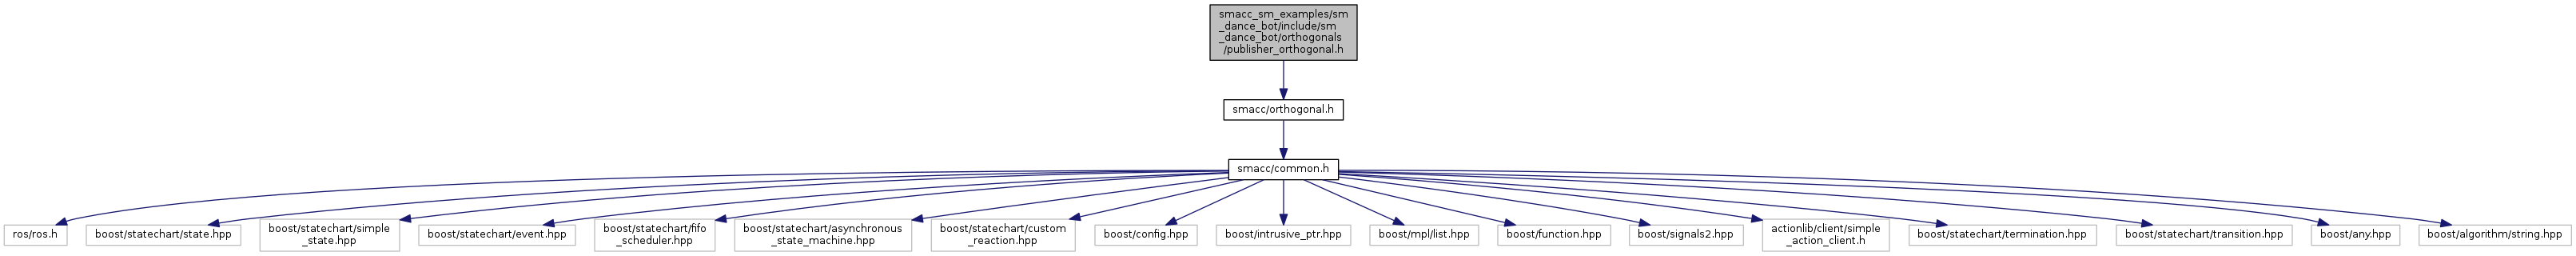 smacc_sm_examples/sm
_dance_bot/include/sm
_dance_bot/orthogonals
/publisher_orthogonal.h
smacc/orthogonal.h
smacc/common.h
ros/ros.h
boost/statechart/state.hpp
boost/statechart/simple
_state.hpp
boost/statechart/event.hpp
boost/statechart/fifo
_scheduler.hpp
boost/statechart/asynchronous
_state_machine.hpp
boost/statechart/custom
_reaction.hpp
boost/config.hpp
boost/intrusive_ptr.hpp
boost/mpl/list.hpp
boost/function.hpp
boost/signals2.hpp
actionlib/client/simple
_action_client.h
boost/statechart/termination.hpp
boost/statechart/transition.hpp
boost/any.hpp
boost/algorithm/string.hpp